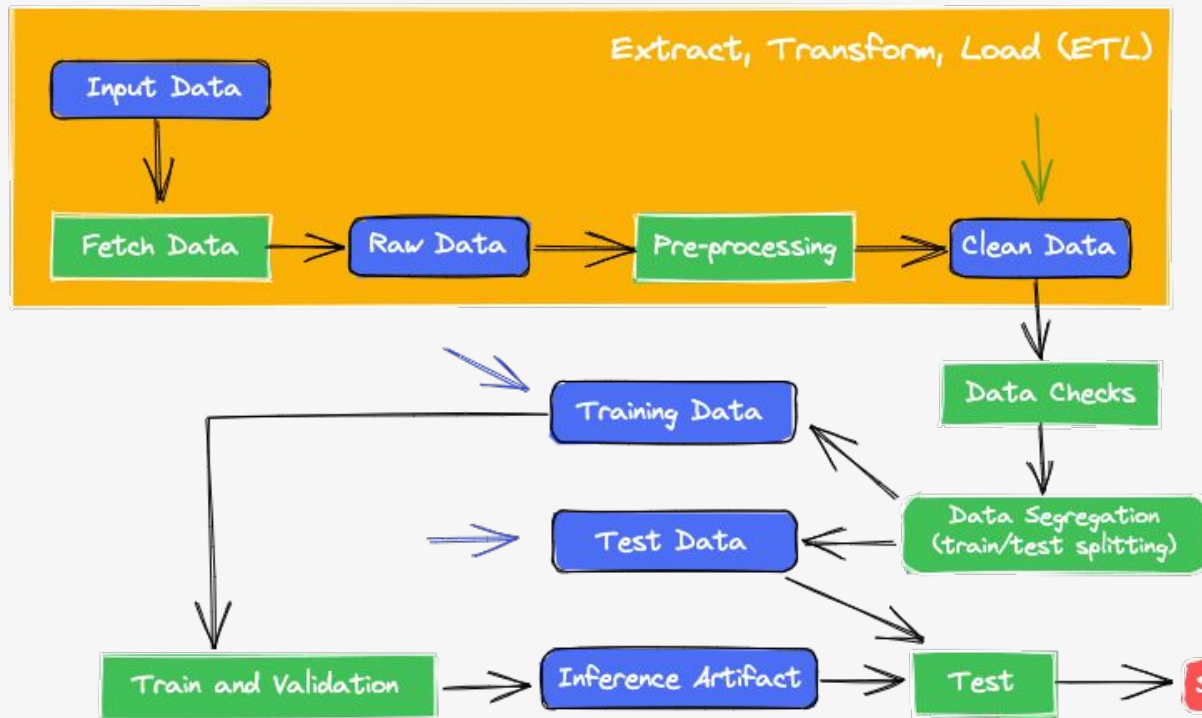 Extract, Transform, Load (ETL)
Input Data
Fetch Data
Raw Data
Pre-processing
Clean Data
Data Checks
Training Data
Data Segregation
(train/test splitting)
Test Data
Train and Validation
Inference Artifact
Test